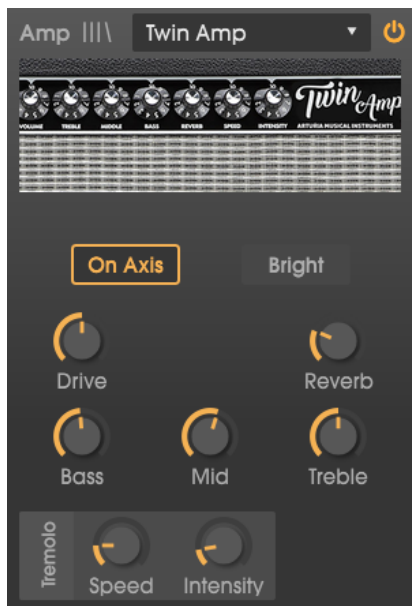 Amp Twin Amp
Twin Amp
VOLUME TREBLE MIDDLE BASS REVERB SPEED INTENSITY ARTURIA MUSICAL INSTRUMENTS
On Axis Bright
Drive Reverb
Bass Mid Treble
Tremolo
Speed Intensity